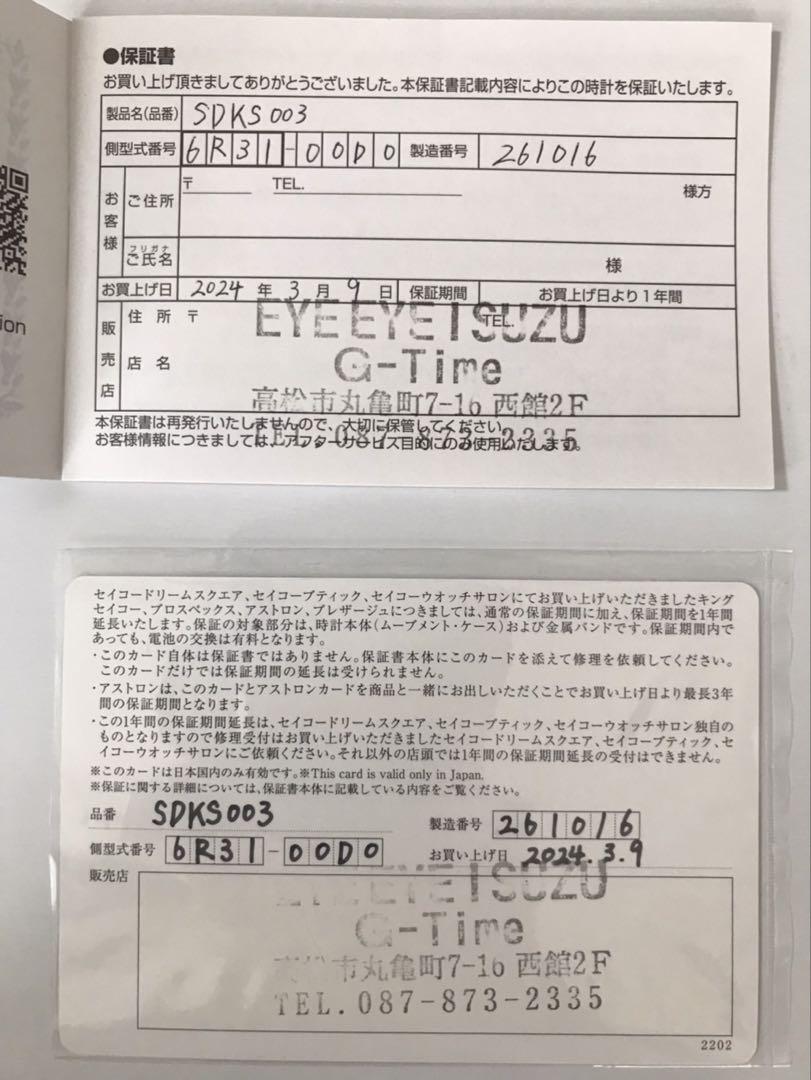 ●保証書
お買い上げ頂きましてありがとうございました。本保証書記載内容によりこの時計を保証いたします。
製品名(品番) SDKS003
側型式番号 6R31-00D0 製造番号 261016
お客様 ご住所 〒 TEL. 様方
フリガナ
ご氏名 様
お買上げ日 2024年3月9日 保証期間 お買上げ日より1年間
販売店 住所 〒 TEL.
EYE EYE ISUZU
店名 G-Time
高松市丸亀町7-16 西館2F
本保証書は再発行いたしませんので、大切に保管してください。
お客様情報につきましては、アフターサービス目的にのみ使用いたします。
TEL.087-873-2335
ion
セイコードリームスクエア、セイコーブティック、セイコーウオッチサロンにてお買い上げいただきましたキング
セイコー、プロスペックス、アストロン、プレザージュにつきましては、通常の保証期間に加え、保証期間を1年間
延長いたします。保証の対象部分は、時計本体(ムーブメント・ケース)および金属バンドです。保証期間内で
あっても、電池の交換は有料となります。
・このカード自体は保証書ではありません。保証書本体にこのカードを添えて修理を依頼してください。
このカードだけでは保証期間の延長は受けられません。
・アストロンは、このカードとアストロンカードを商品と一緒にお出しいただくことでお買い上げ日より最長3年
間の保証期間となります。
・この1年間の保証期間延長は、セイコードリームスクエア、セイコーブティック、セイコーウオッチサロン独自の
ものとなりますので修理受付はお買い上げいただきましたセイコードリームスクエア、セイコーブティック、セ
イコーウオッチサロンにご依頼ください。それ以外の店頭では1年間の保証期間延長の受付はできません。
※このカードは日本国内のみ有効です。※This card is valid only in Japan.
※保証に関する詳細については、保証書本体に記載している内容をご覧ください。
品番 SDKS003 製造番号 261016
側型式番号 6R31-00D0 お買い上げ日 2024.3.9
販売店 EYE EYE ISUZU
G-Time
高松市丸亀町7-16 西館2F
TEL.087-873-2335
2202